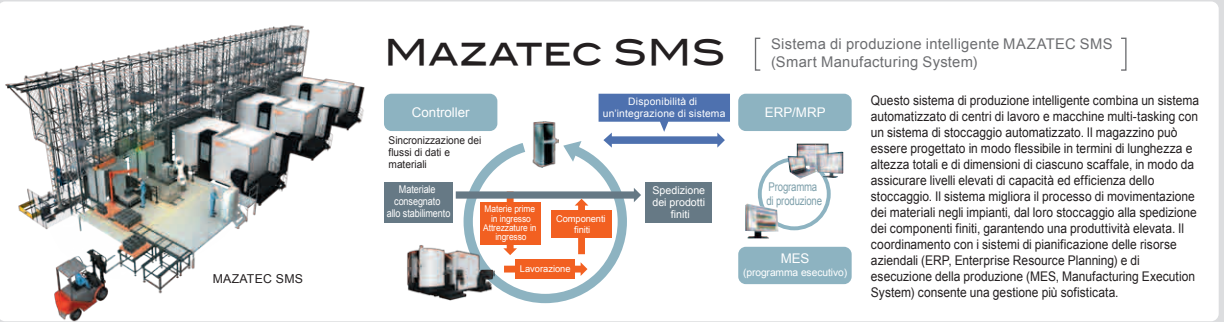 MAZATEC SMS
Sistema di produzione intelligente MAZATEC SMS
(Smart Manufacturing System)
MAZATEC SMS
Controller
Sincronizzazione dei
flussi di dati e
materiali
Disponibilità di
un'integrazione di sistema
ERP/MRP
Materiale
consegnato
allo stabilimento
Materie prime
in ingresso
Attrezzature in
ingresso
Lavorazione
Componenti
finiti
Spedizione
dei prodotti
finiti
Programma
di produzione
MES
(programma esecutivo)
Questo sistema di produzione intelligente combina un sistema
automatizzato di centri di lavoro e macchine multi-tasking con
un sistema di stoccaggio automatizzato. Il magazzino può
essere progettato in modo flessibile in termini di lunghezza e
altezza totali e di dimensioni di ciascuno scaffale, in modo da
assicurare livelli elevati di capacità ed efficienza dello
stoccaggio. Il sistema migliora il processo di movimentazione
dei materiali negli impianti, dal loro stoccaggio alla spedizione
dei componenti finiti, garantendo una produttività elevata. Il
coordinamento con i sistemi di pianificazione delle risorse
aziendali (ERP, Enterprise Resource Planning) e di
esecuzione della produzione (MES, Manufacturing Execution
System) consente una gestione più sofisticata.